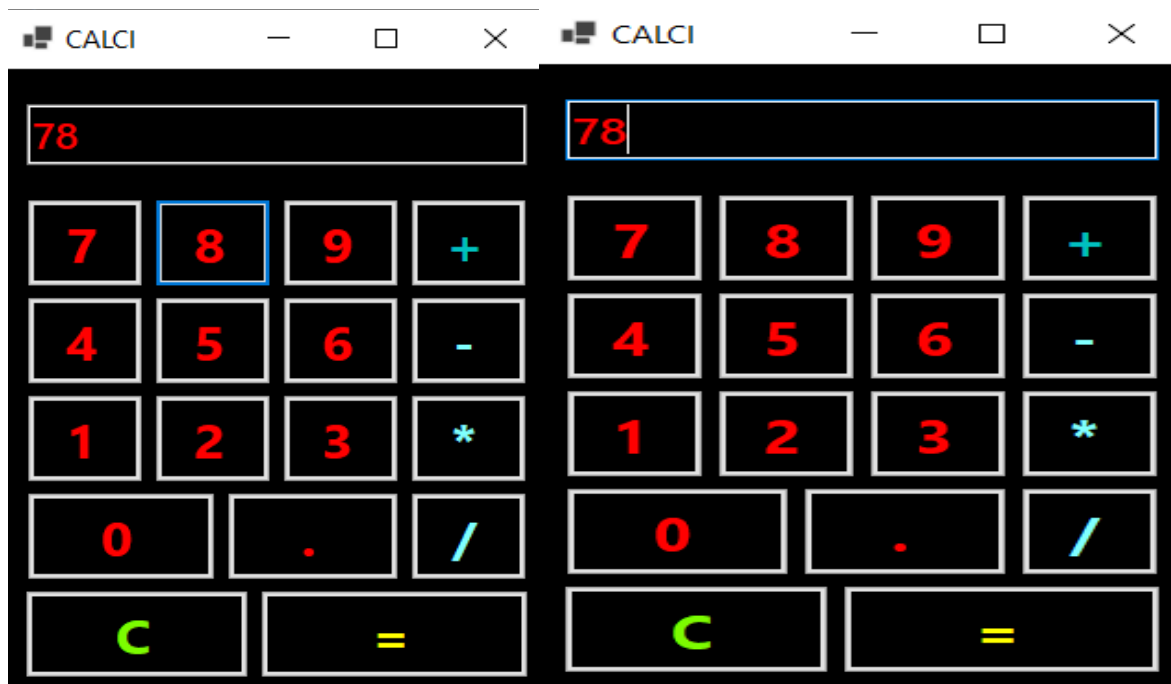 CALCI
78
7 8 9 +
4 5 6 -
1 2 3 *
0 . /
C =
CALCI
78
7 8 9 +
4 5 6 -
1 2 3 *
0 . /
C =